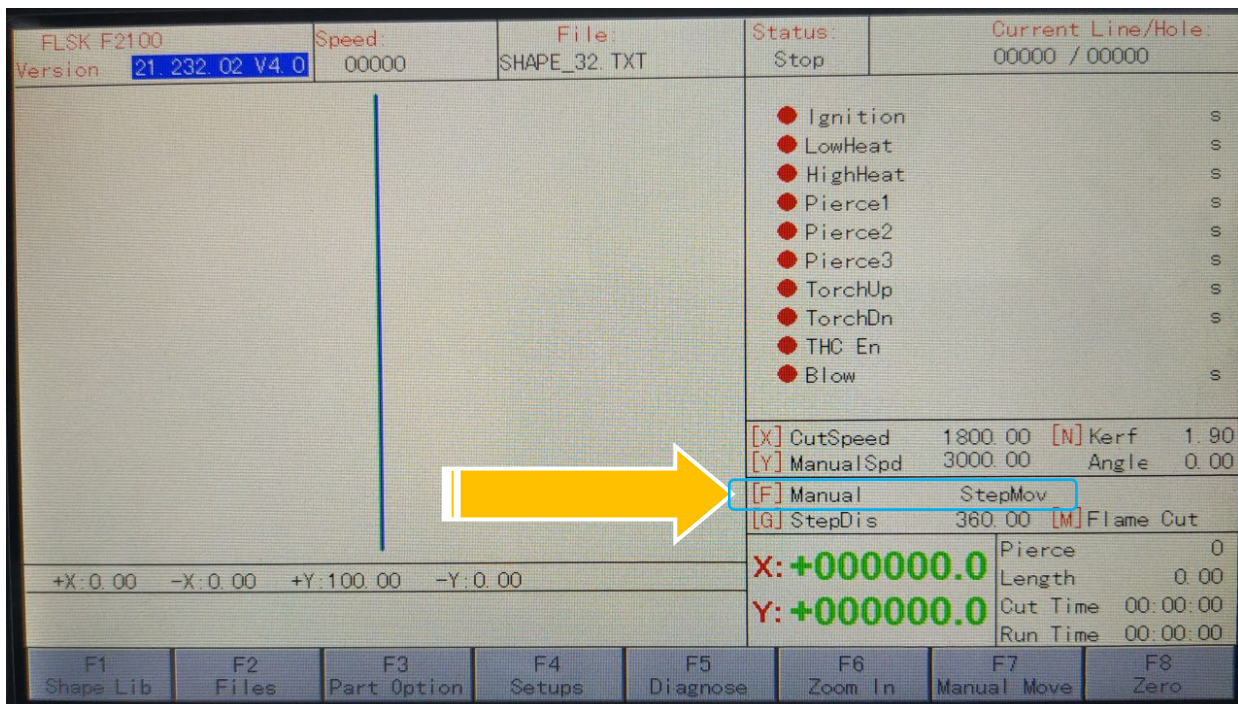 FLSK F2100
Version 21.232.02 V4.0
Speed:
00000
File:
SHAPE_32.TXT
Status:
Stop
Current Line/Hole:
00000 / 00000
Ignition s
LowHeat s
HighHeat s
Pierce1 s
Pierce2 s
Pierce3 s
TorchUp s
TorchDn s
THC En
Blow s
[X] CutSpeed 1800.00 [N] Kerf 1.90
[Y] ManualSpd 3000.00 Angle 0.00
[F] Manual StepMov
[G] StepDis 360.00 [M] Flame Cut
+X:0.00 -X:0.00 +Y:100.00 -Y:0.00
X: +000000.0
Y: +000000.0
Pierce 0
Length 0.00
Cut Time 00:00:00
Run Time 00:00:00
F1 Shape Lib
F2 Files
F3 Part Option
F4 Setups
F5 Diagnose
F6 Zoom In
F7 Manual Move
F8 Zero